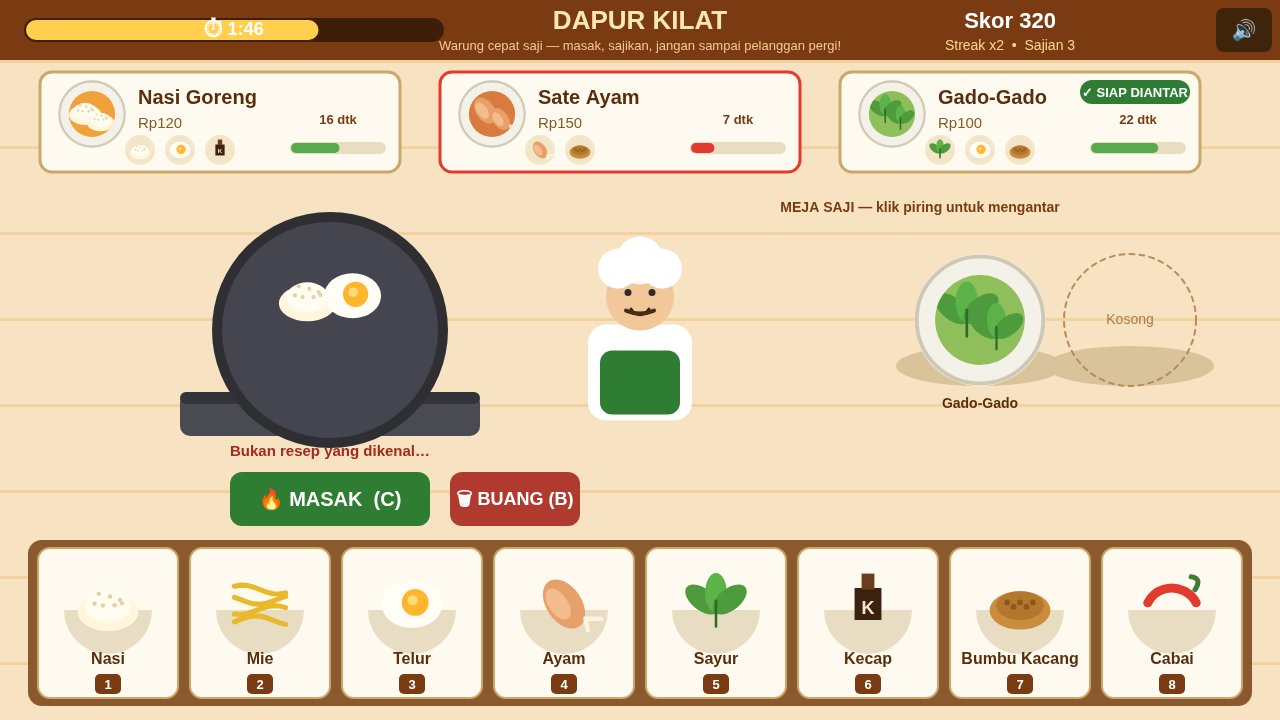 ⏱ 1:46
DAPUR KILAT
Warung cepat saji — masak, sajikan, jangan sampai pelanggan pergi!
Skor 320
Streak x2 • Sajian 3
Nasi Goreng
Rp120
16 dtk
K
Sate Ayam
Rp150
7 dtk
Gado-Gado
✓ SIAP DIANTAR
Rp100
22 dtk
MEJA SAJI — klik piring untuk mengantar
Kosong
Gado-Gado
Bukan resep yang dikenal…
🔥 MASAK (C)
🗑 BUANG (B)
K
Nasi
Mie
Telur
Ayam
Sayur
Kecap
Bumbu Kacang
Cabai
1
2
3
4
5
6
7
8